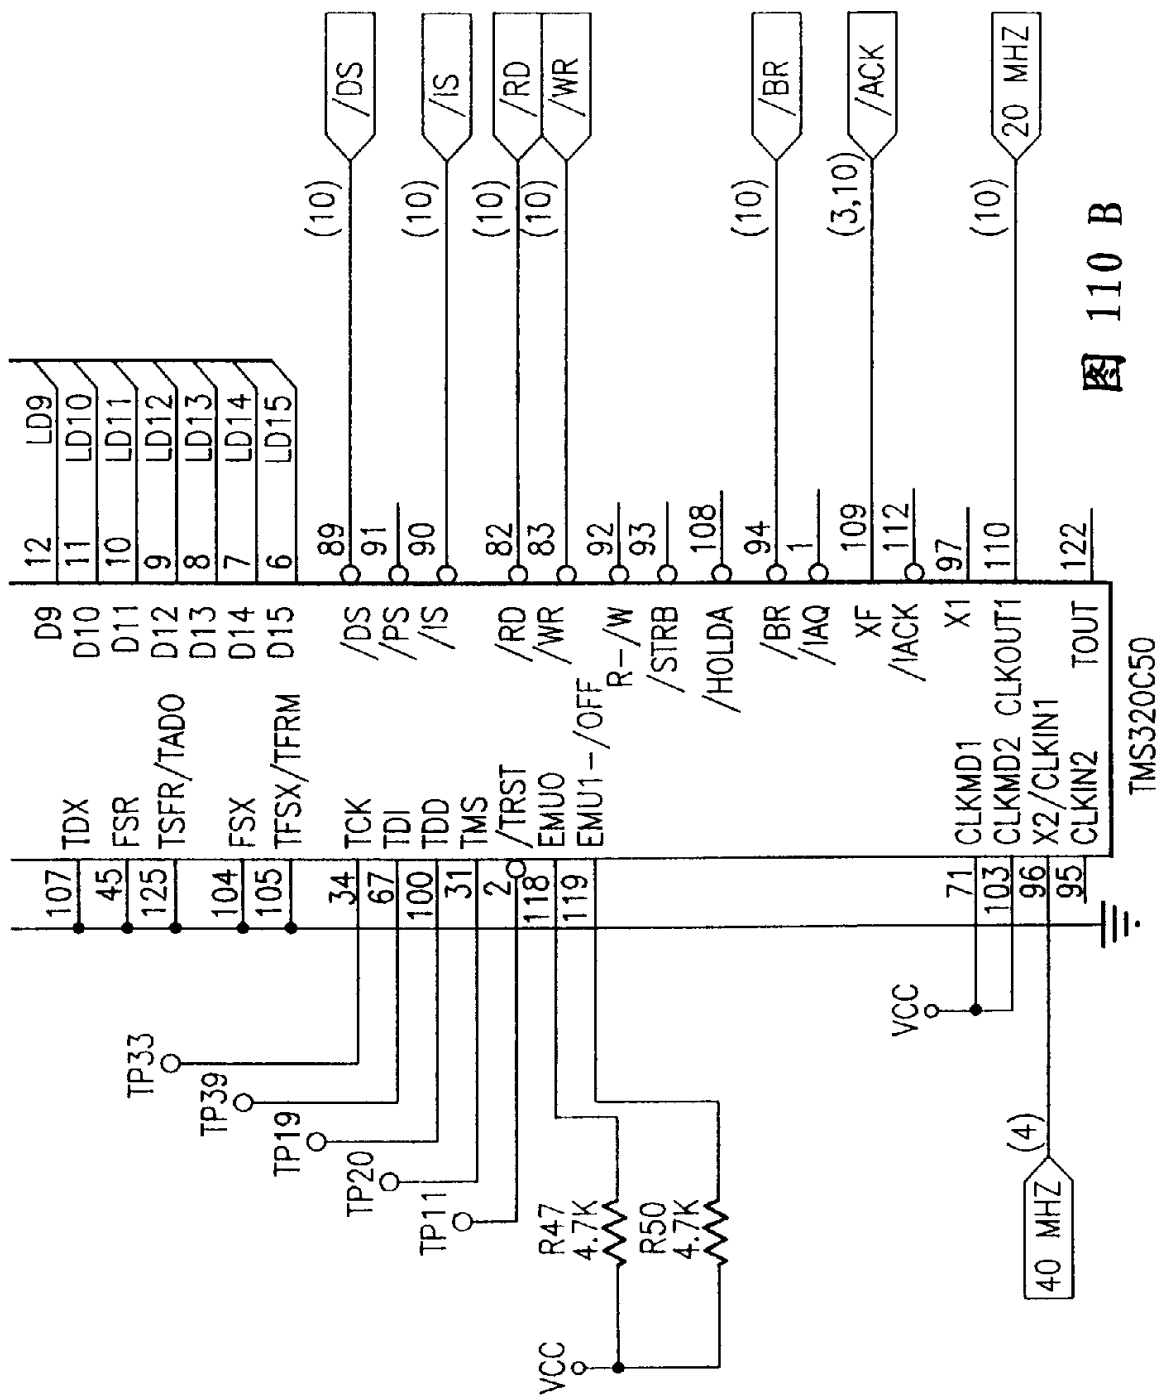 TP33
TP39
TP19
TP20
TP11
R47
4.7K
R50
4.7K
VCC
VCC
40 MHZ
(4)
107 TDX
45 FSR
125 TSFR/TADO
104 FSX
105 TFSX/TFRM
34 TCK
67 TDI
100 TDD
31 TMS
2 /TRST
118 EMU0
119 EMU1-/OFF
71 CLKMD1
103 CLKMD2
96 X2/CLKIN1
95 CLKIN2
D9 12 LD9
D10 11 LD10
D11 10 LD11
D12 9 LD12
D13 8 LD13
D14 7 LD14
D15 6 LD15
/DS 89 (10) /DS
/PS 91
/IS 90 (10) /IS
/RD 82 (10) /RD
/WR 83 (10) /WR
R-/W 92
/STRB 93
/HOLDA 108
/BR 94 (10) /BR
/IAQ 1
XF 109 (3,10) /ACK
/IACK 112
X1 97
CLKOUT1 110 (10) 20 MHZ
TOUT 122
TMS320C50
图 110 B